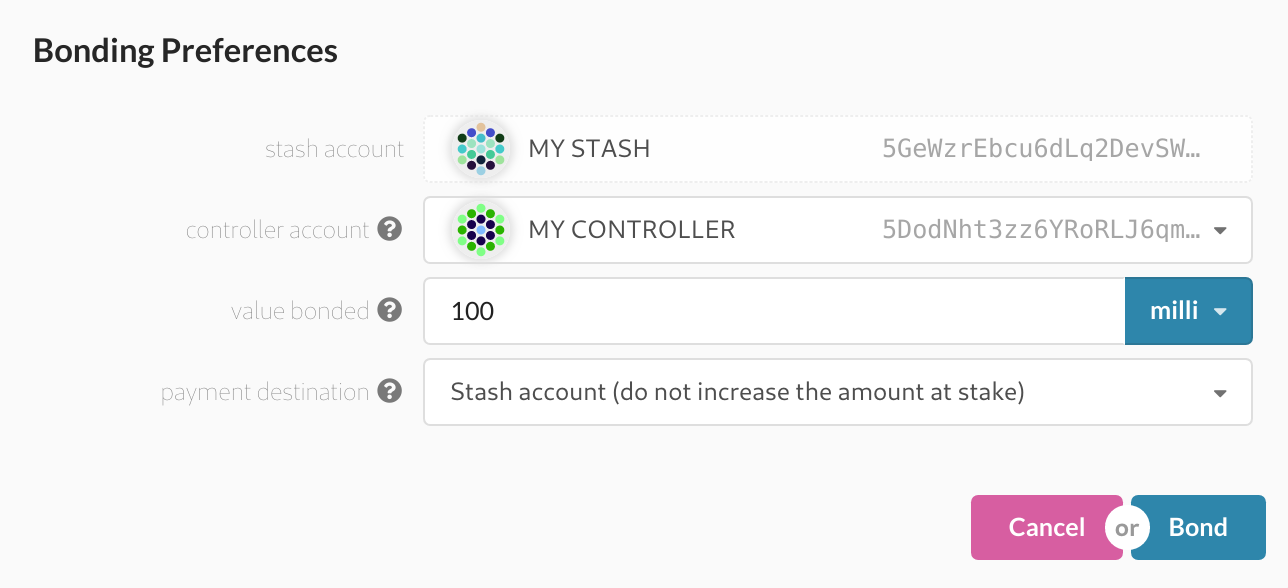 Bonding Preferences
stash account MY STASH 5GeWzrEbcu6dLq2DevSW…
controller account ? MY CONTROLLER 5DodNht3zz6YRoRLJ6qm…
value bonded ? 100 milli
payment destination ? Stash account (do not increase the amount at stake)
Cancel or Bond